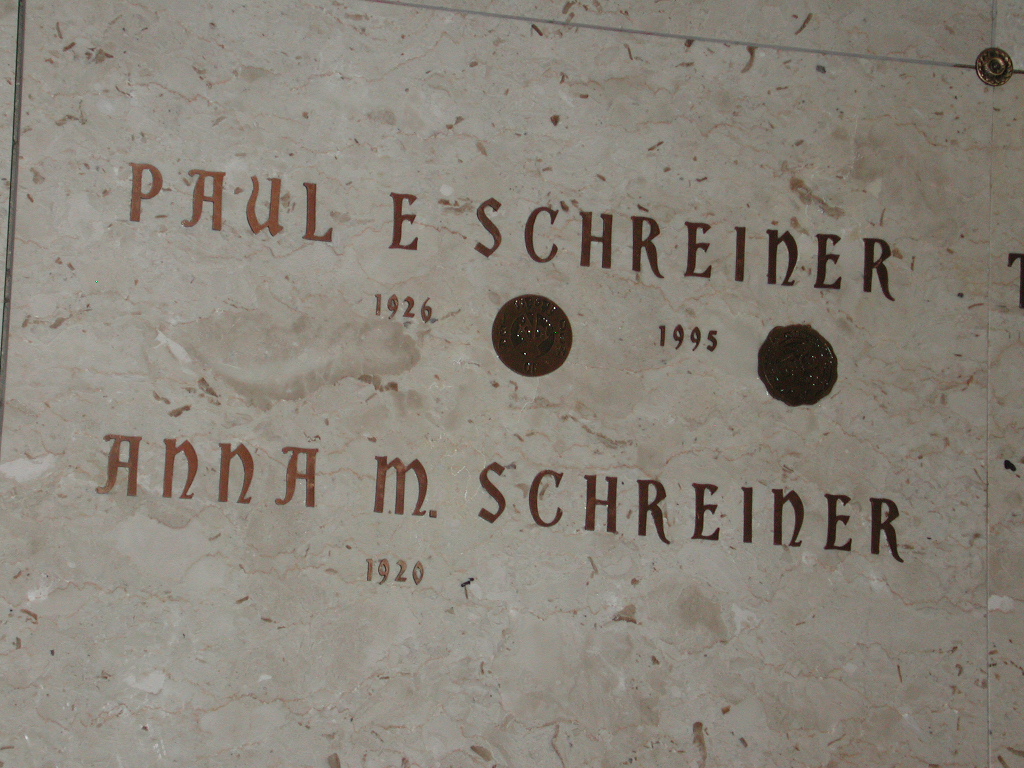 PAUL E SCHREINER
1926 1995
ANNA M. SCHREINER
1920